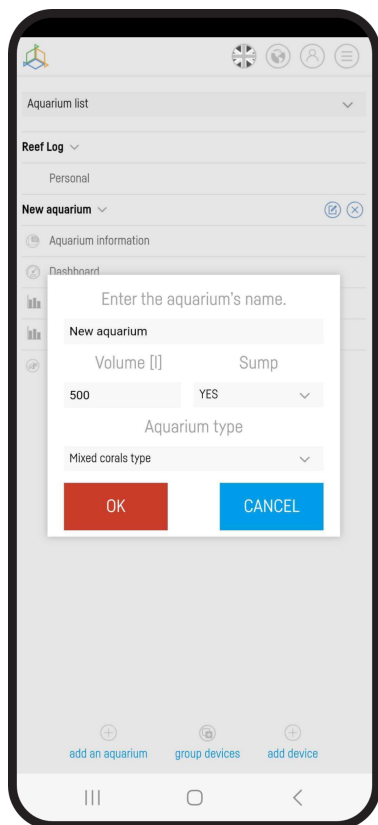 Aquarium list
Reef Log
Personal
New aquarium
Aquarium information
Dashboard
Enter the aquarium's name.
New aquarium
Volume [l] Sump
500 YES
Aquarium type
Mixed corals type
OK CANCEL
add an aquarium group devices add device